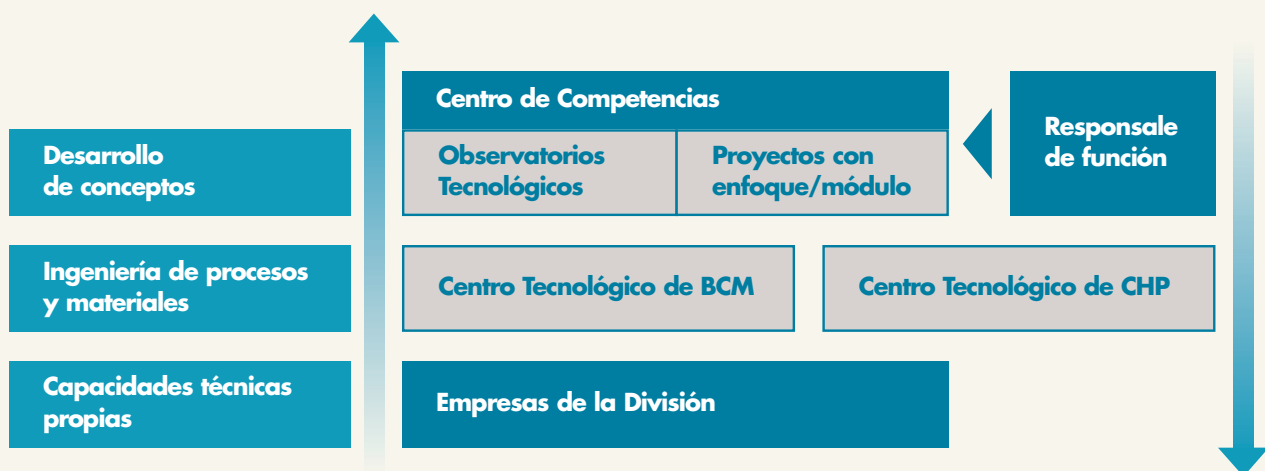 Centro de Competencias
Desarrollo
de conceptos
Observatorios
Tecnológicos
Proyectos con
enfoque/módulo
Responsale
de función
Ingeniería de procesos
y materiales
Centro Tecnológico de BCM
Centro Tecnológico de CHP
Capacidades técnicas
propias
Empresas de la División